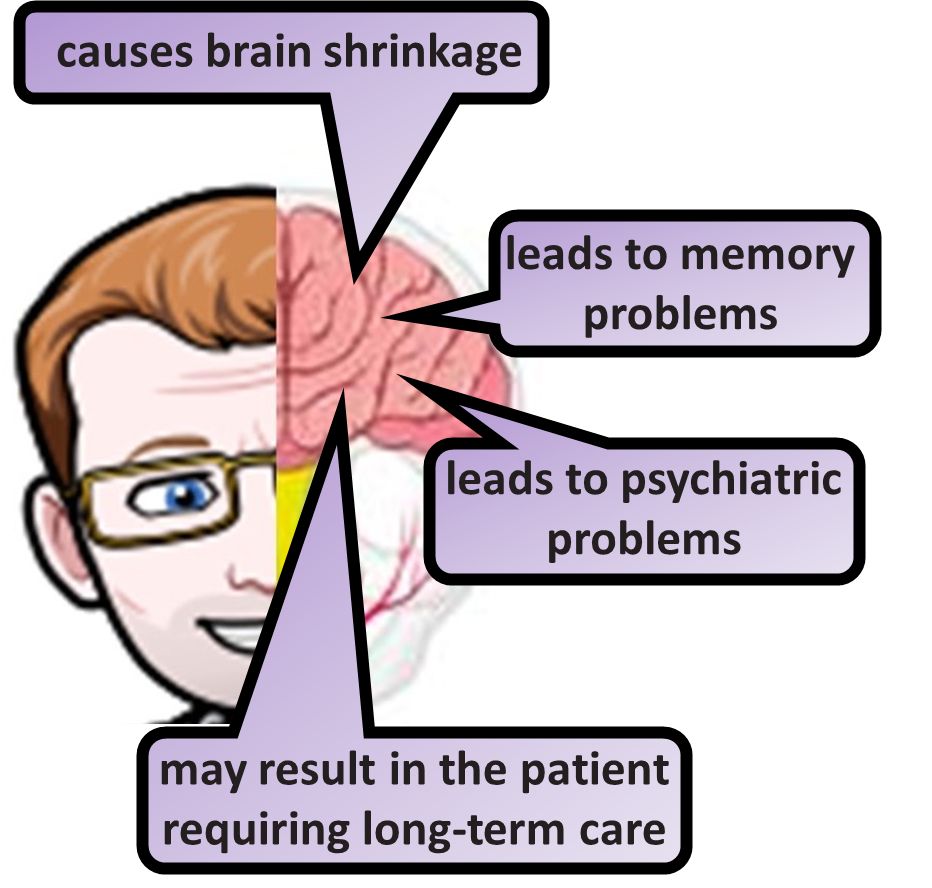 causes brain shrinkage
leads to memory
problems
leads to psychiatric
problems
may result in the patient
requiring long-term care